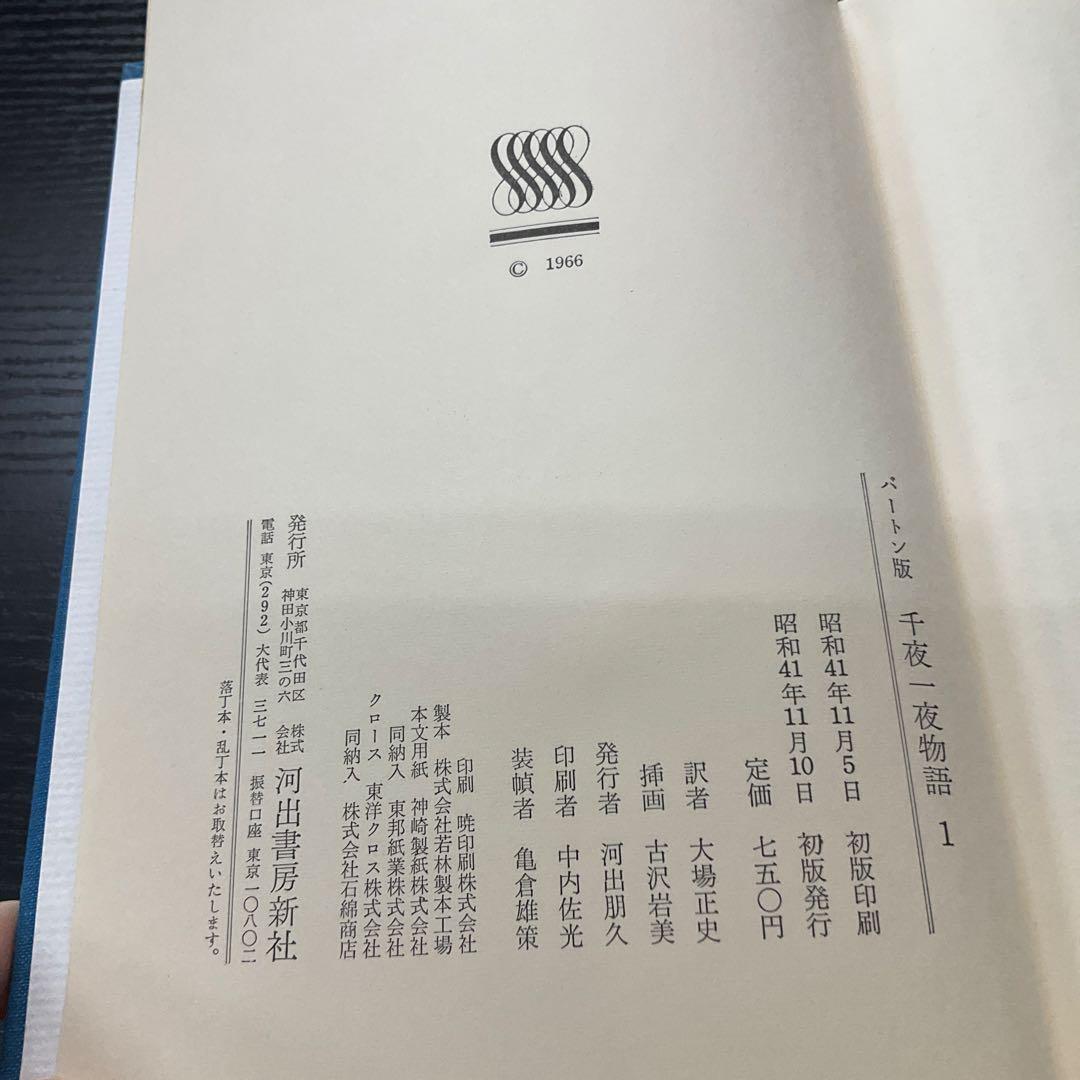 © 1966
バートン版 千夜一夜物語 1
昭和41年11月5日 初版印刷
昭和41年11月10日 初版発行
定価 七五〇円
訳者 大場正史
挿画 古沢岩美
発行者 河出朋久
印刷者 中内佐光
装幀者 亀倉雄策
印刷 暁印刷株式会社
製本 株式会社若林製本工場
本文用紙 神崎製紙株式会社
同納入 東邦紙業株式会社
クロース 東洋クロス株式会社
同納入 株式会社石綿商店
発行所 東京都千代田区神田小川町三の六 株式会社 河出書房新社
電話 東京(292) 大代表 三七一一 振替口座 東京一〇八〇二
落丁本・乱丁本はお取替えいたします。